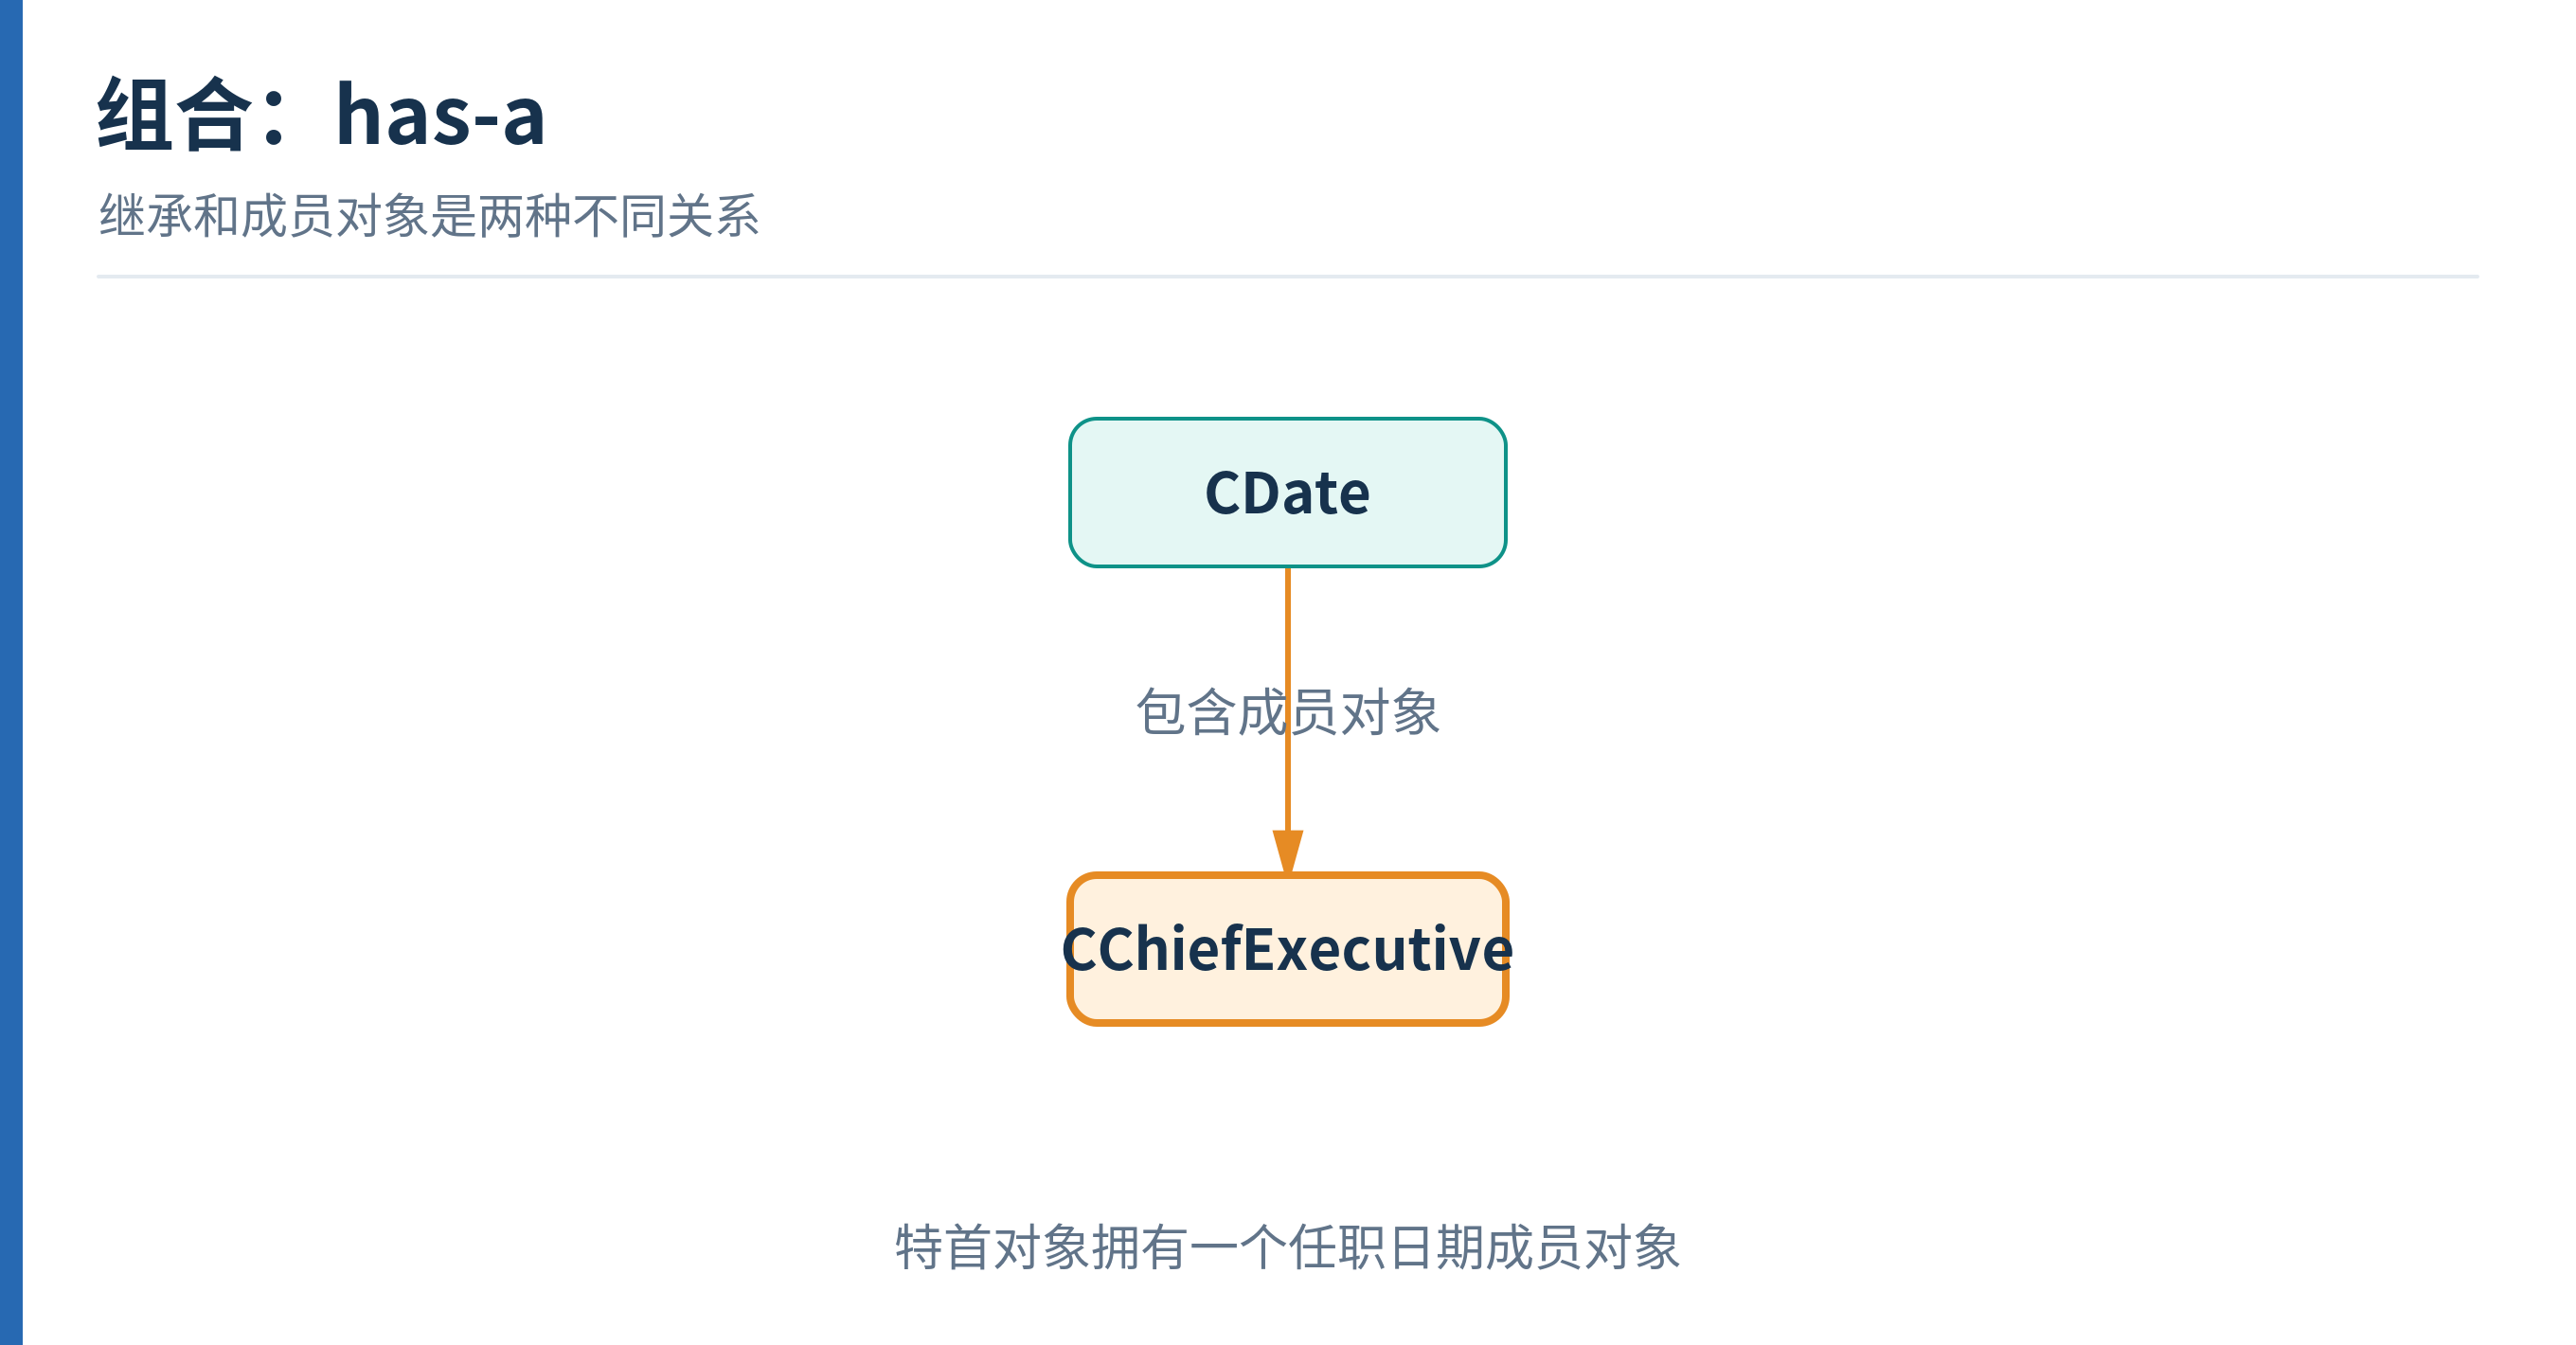 组合：has-a
继承和成员对象是两种不同关系
CDate
包含成员对象
CChiefExecutive
特首对象拥有一个任职日期成员对象